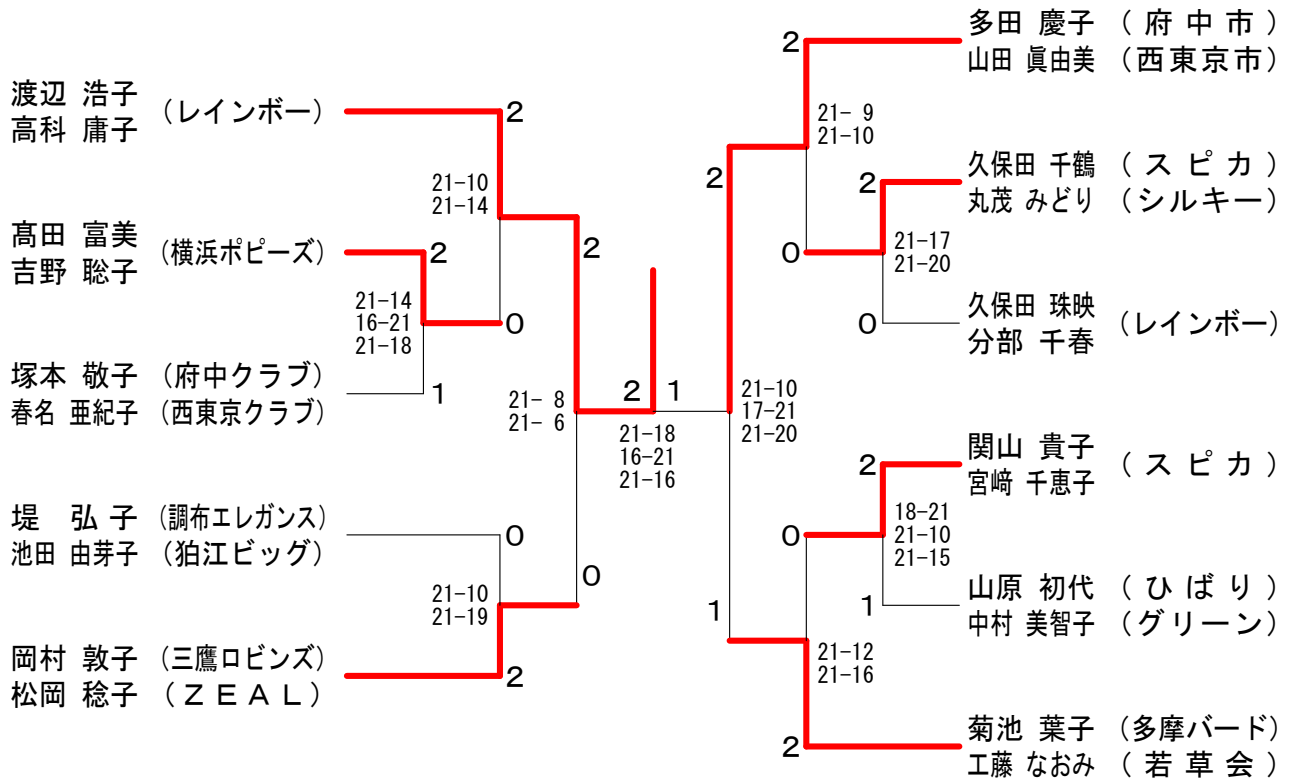 渡辺 浩子
高科 庸子
(レインボー)
2
21-10
21-14
髙田 富美
吉野 聡子
(横浜ポピーズ)
2
21-14
16-21
21-18
0
塚本 敬子 (府中クラブ)
春名 亜紀子 (西東京クラブ)
1
2
21- 8
21- 6
堤 弘子 (調布エレガンス)
池田 由芽子 (狛江ビッグ)
0
21-10
21-19
0
岡村 敦子 (三鷹ロビンズ)
松岡 稔子 (ZEAL)
2
2
1
21-18
16-21
21-16
多田 慶子 (府中市)
山田 眞由美 (西東京市)
2
21- 9
21-10
2
久保田 千鶴 (スピカ)
丸茂 みどり (シルキー)
2
0
21-17
21-20
久保田 珠映
分部 千春
(レインボー)
0
21-10
17-21
21-20
関山 貴子
宮﨑 千恵子
(スピカ)
2
0
18-21
21-10
21-15
山原 初代 (ひばり)
中村 美智子 (グリーン)
1
1
21-12
21-16
菊池 葉子 (多摩バード)
工藤 なおみ (若草会)
2